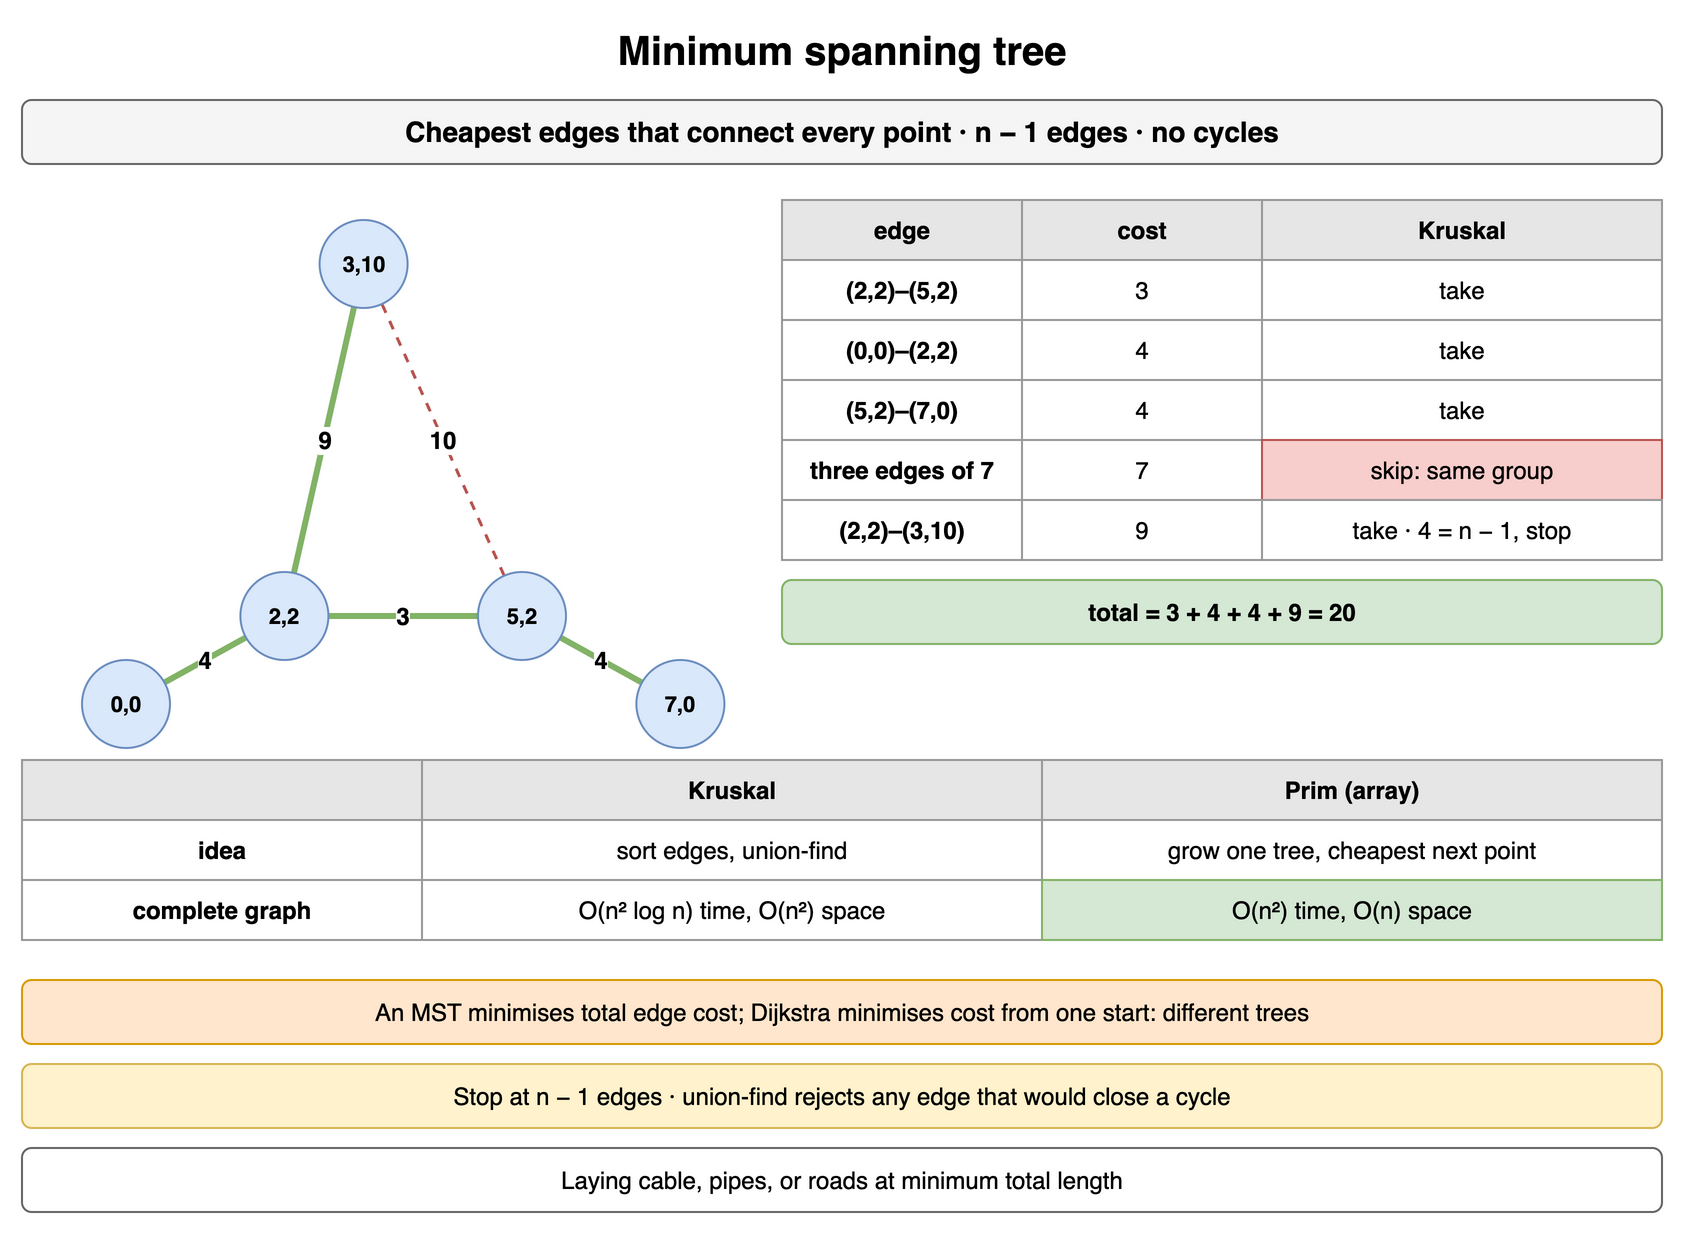 Minimum spanning tree
Cheapest edges that connect every point · n − 1 edges · no cycles
3,10
9
10
2,2
3
5,2
4
4
0,0
7,0
edge cost Kruskal
(2,2)–(5,2) 3 take
(0,0)–(2,2) 4 take
(5,2)–(7,0) 4 take
three edges of 7 7 skip: same group
(2,2)–(3,10) 9 take · 4 = n − 1, stop
total = 3 + 4 + 4 + 9 = 20
Kruskal Prim (array)
idea sort edges, union-find grow one tree, cheapest next point
complete graph O(n² log n) time, O(n²) space O(n²) time, O(n) space
An MST minimises total edge cost; Dijkstra minimises cost from one start: different trees
Stop at n − 1 edges · union-find rejects any edge that would close a cycle
Laying cable, pipes, or roads at minimum total length